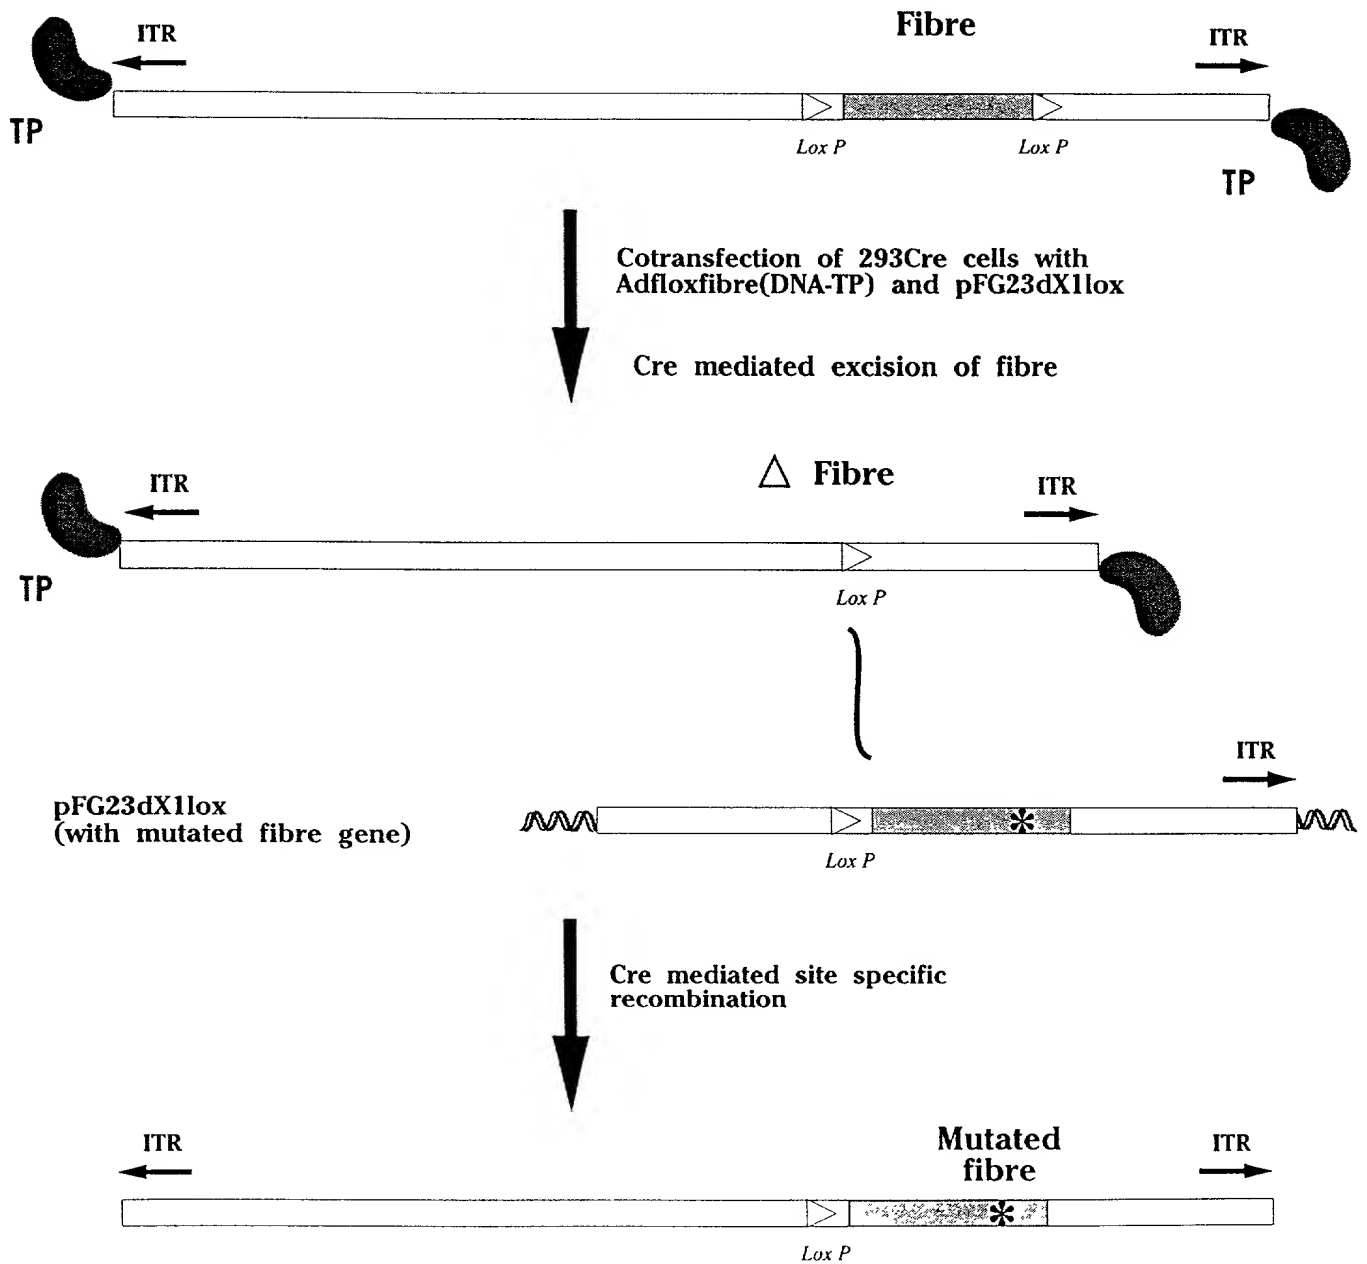 Fibre
ITR
ITR
TP
Lox P
Lox P
TP
Cotransfection of 293Cre cells with
Adfloxfibre(DNA-TP) and pFG23dX1lox
Cre mediated excision of fibre
△ Fibre
ITR
ITR
TP
Lox P
ITR
pFG23dX1lox
(with mutated fibre gene)
*
Lox P
Cre mediated site specific
recombination
ITR
Mutated
fibre
ITR
*
Lox P